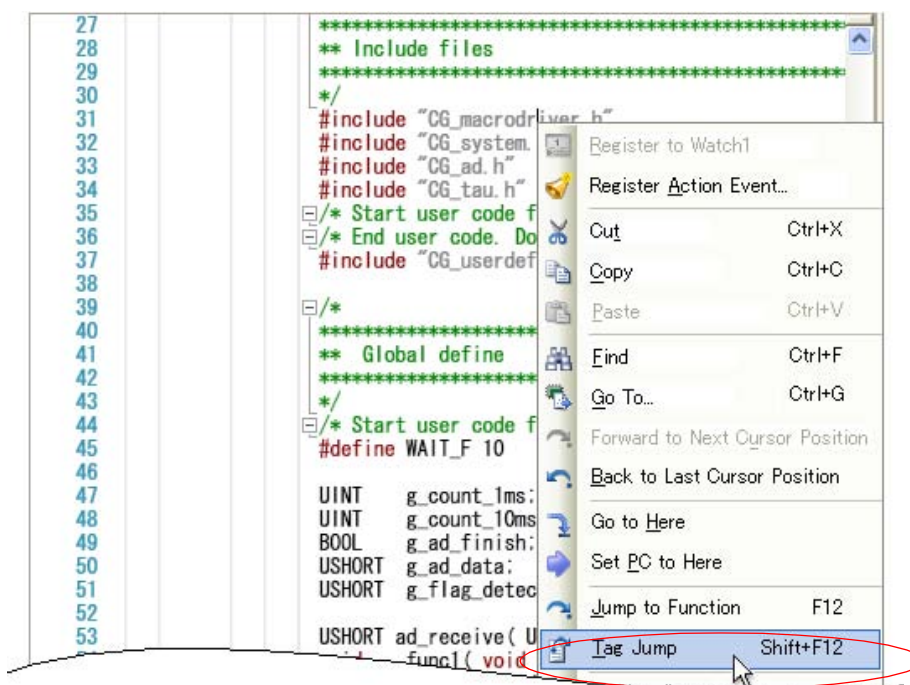 27 ****************************************************
28 ** Include files
29 ****************************************************
30 */
31 #include "CG_macrodriver.h"
32 #include "CG_system.
33 #include "CG_ad.h"
34 #include "CG_tau.h"
35 /* Start user code f
36 /* End user code. Do
37 #include "CG_userdef
38
39 /*
40 *********************
41 ** Global define
42 *********************
43 */
44 /* Start user code f
45 #define WAIT_F 10
46
47 UINT g_count_1ms;
48 UINT g_count_10ms
49 BOOL g_ad_finish;
50 USHORT g_ad_data;
51 USHORT g_flag_detec
52
53 USHORT ad_receive( U
func1( void
Register to Watch1
Register Action Event...
Cut Ctrl+X
Copy Ctrl+C
Paste Ctrl+V
Find Ctrl+F
Go To... Ctrl+G
Forward to Next Cursor Position
Back to Last Cursor Position
Go to Here
Set PC to Here
Jump to Function F12
Tag Jump Shift+F12